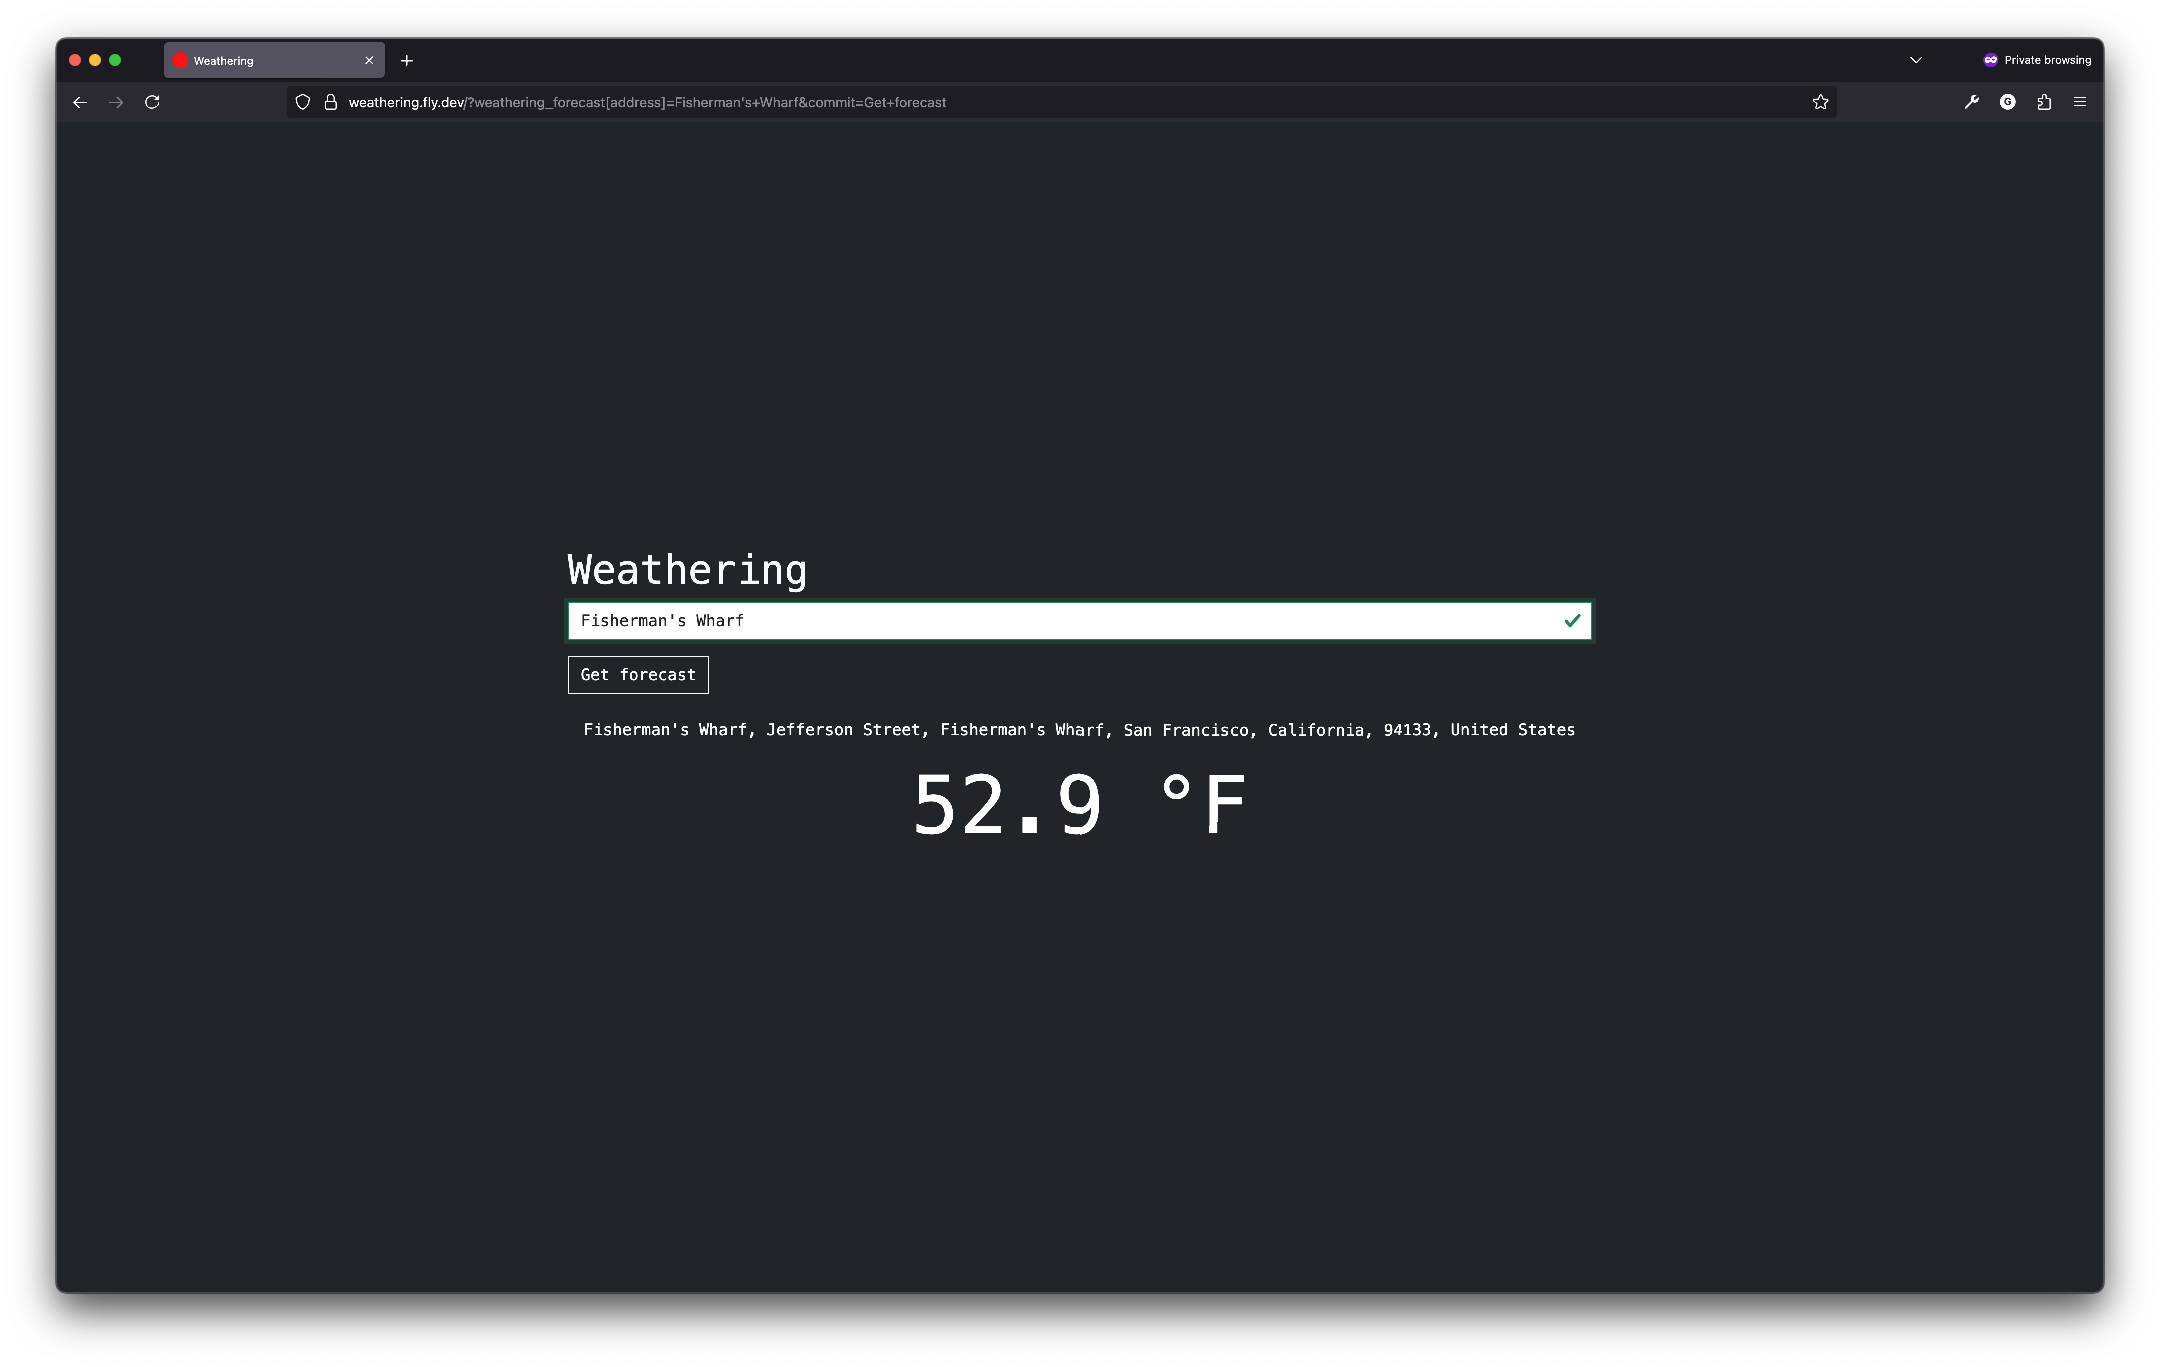 Weathering
Private browsing
weathering.fly.dev/?weathering_forecast[address]=Fisherman's+Wharf&commit=Get+forecast
G
Weathering
Fisherman's Wharf
Get forecast
Fisherman's Wharf, Jefferson Street, Fisherman's Wharf, San Francisco, California, 94133, United States
52.9 °F